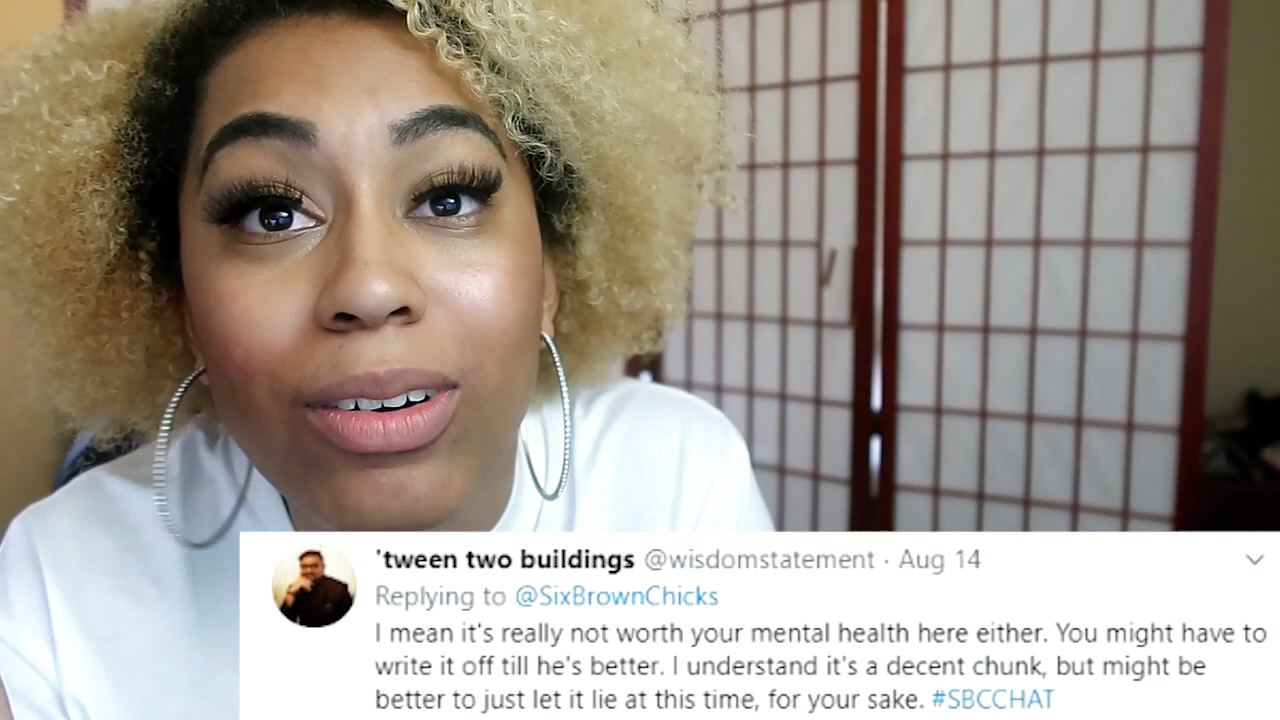 'tween two buildings @wisdomstatement · Aug 14
Replying to @SixBrownChicks
I mean it's really not worth your mental health here either. You might have to
write it off till he's better. I understand it's a decent chunk, but might be
better to just let it lie at this time, for your sake. #SBCCHAT